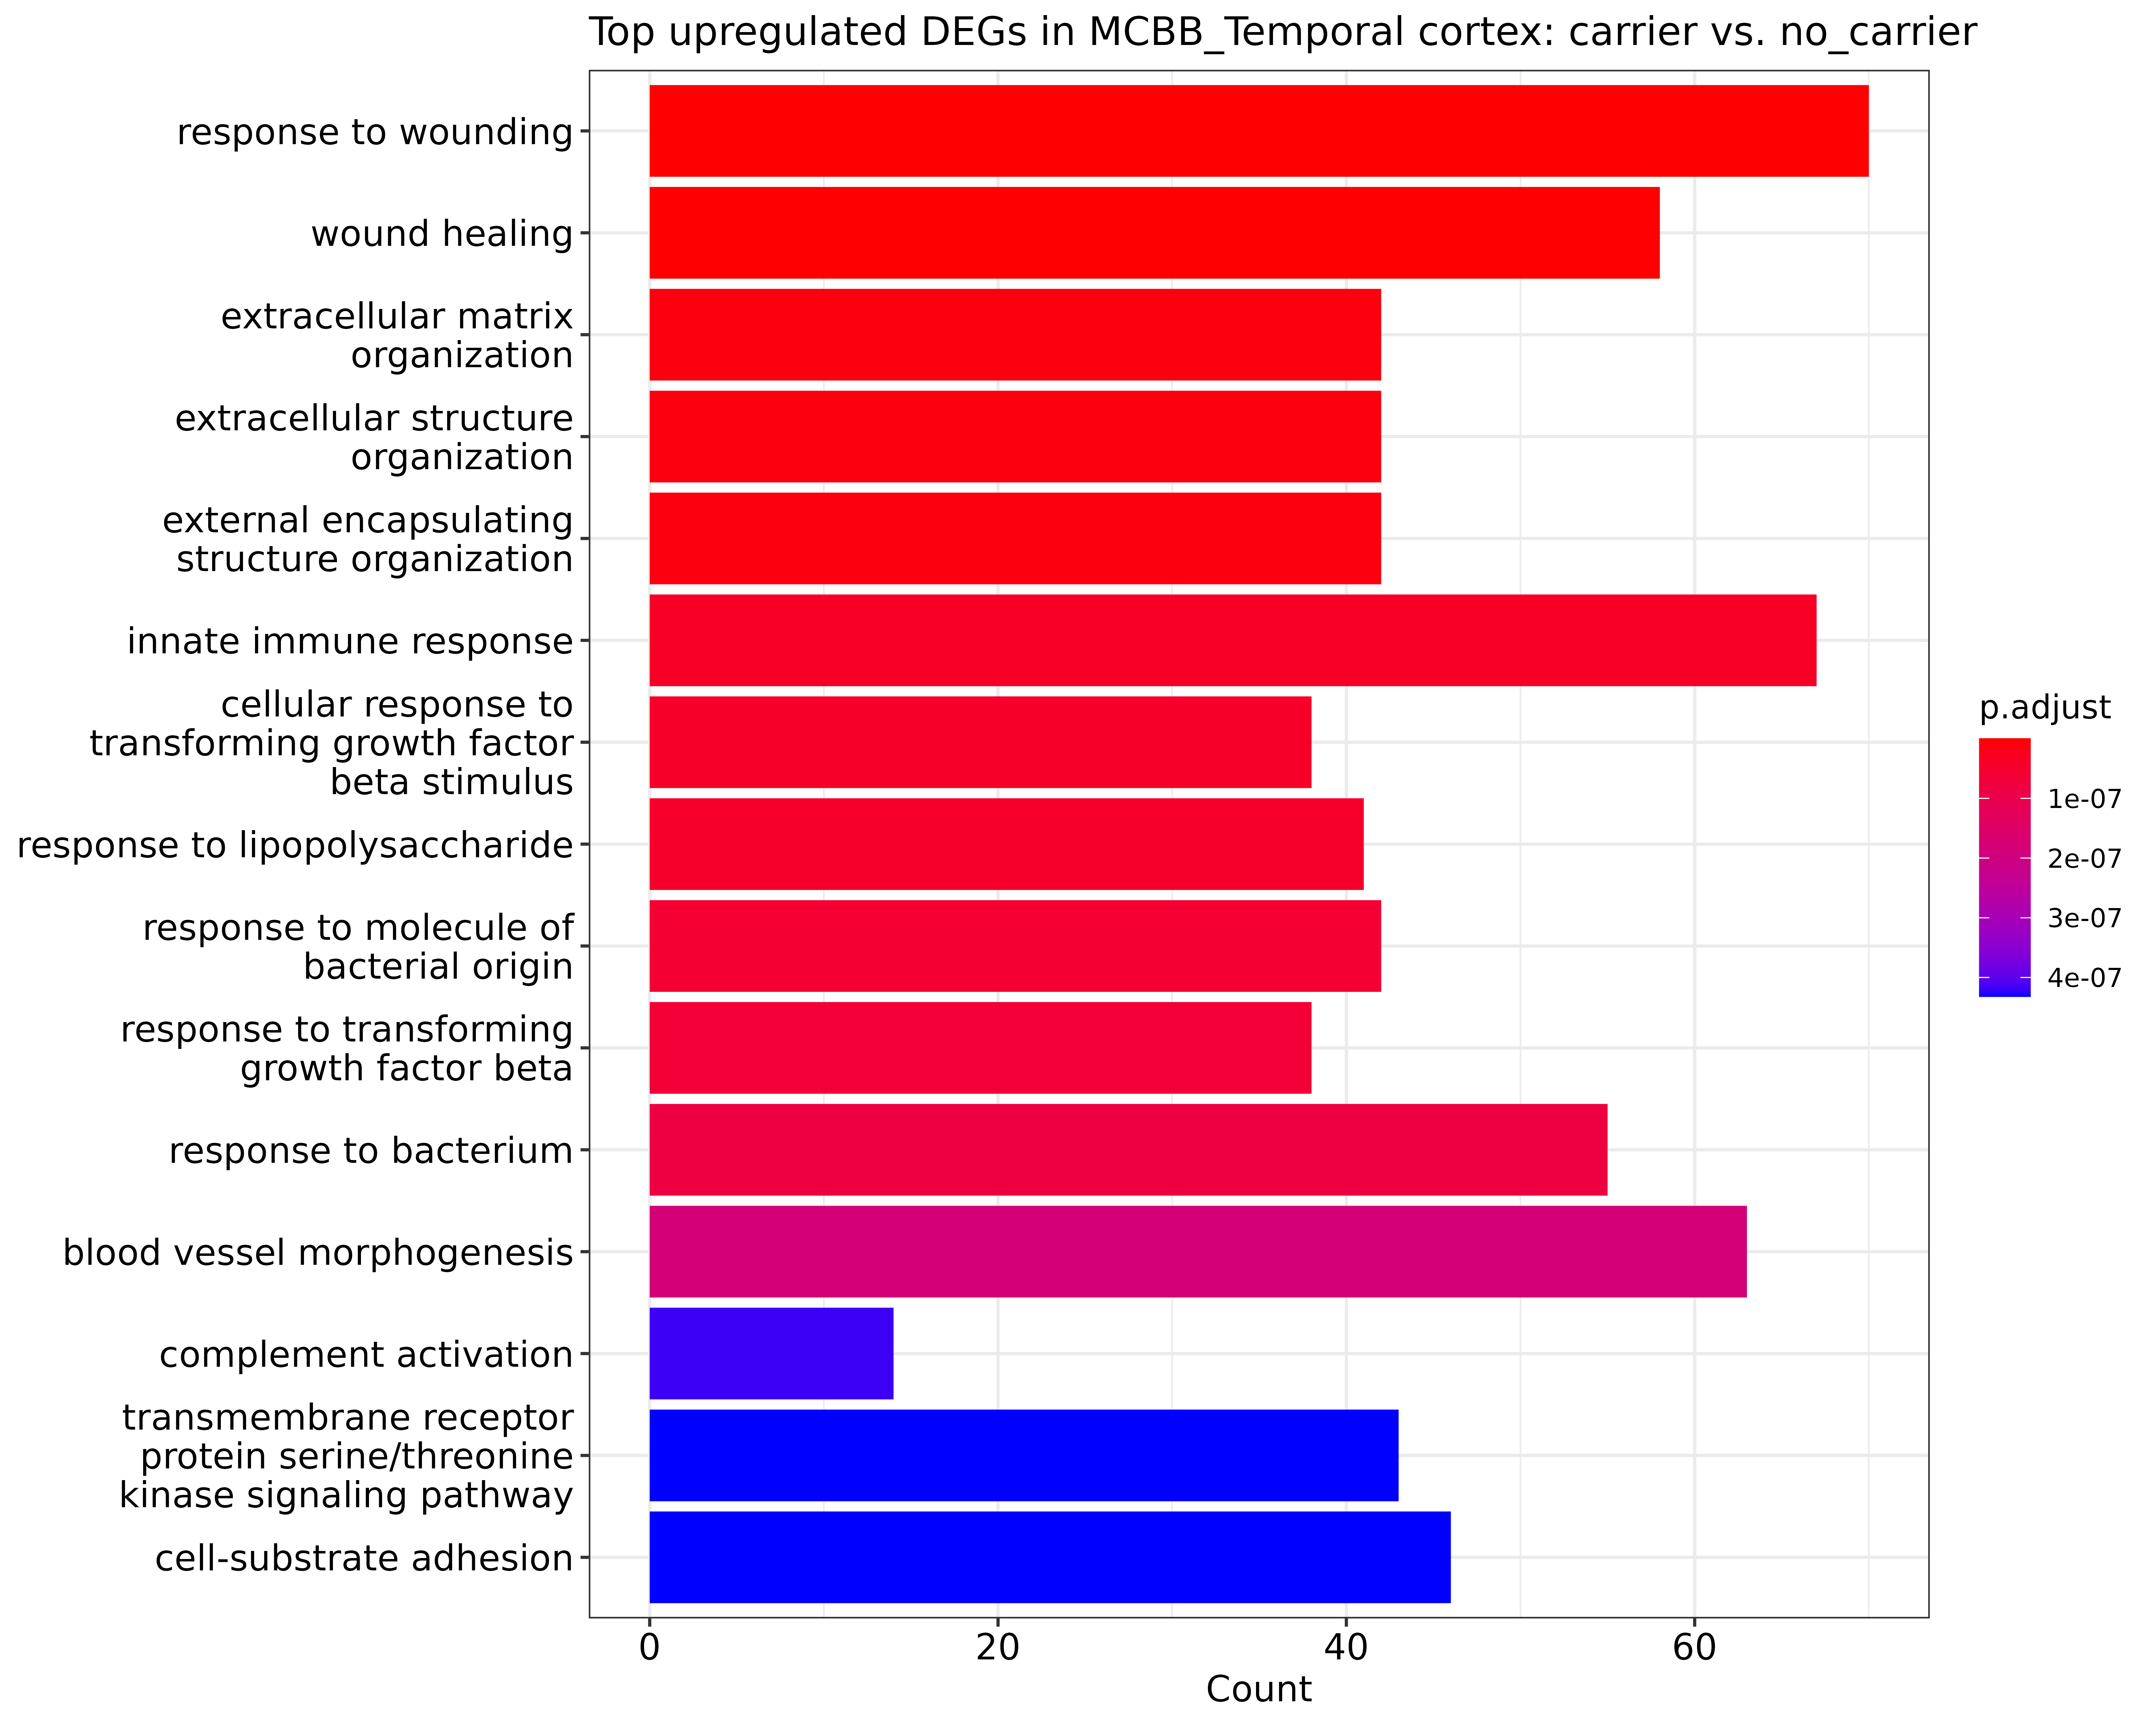 Top upregulated DEGs in MCBB_Temporal cortex: carrier vs. no_carrier
response to wounding
wound healing
extracellular matrix
organization
extracellular structure
organization
external encapsulating
structure organization
innate immune response
cellular response to
transforming growth factor
beta stimulus
response to lipopolysaccharide
response to molecule of
bacterial origin
response to transforming
growth factor beta
response to bacterium
blood vessel morphogenesis
complement activation
transmembrane receptor
protein serine/threonine
kinase signaling pathway
cell-substrate adhesion
0 20 40 60
Count
p.adjust
1e-07
2e-07
3e-07
4e-07